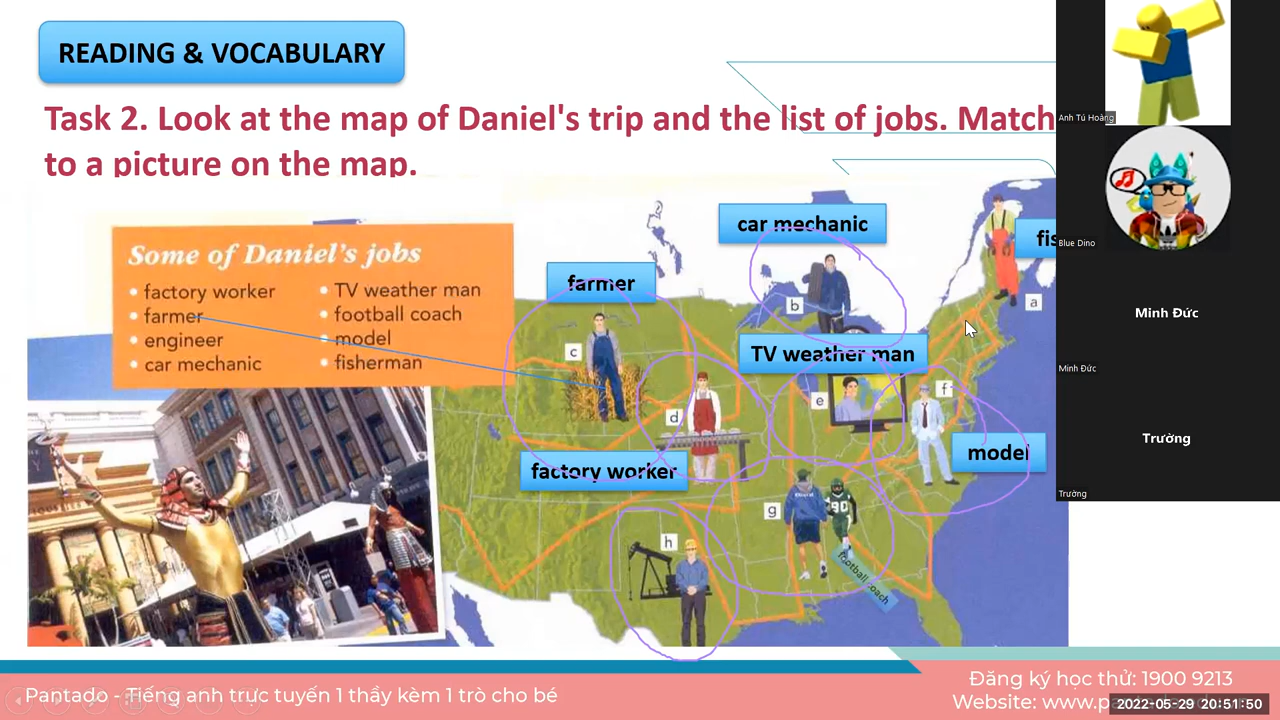 READING & VOCABULARY
Task 2. Look at the map of Daniel's trip and the list of jobs. Match
to a picture on the map.
Some of Daniel's jobs
• factory worker
• farmer
• engineer
• car mechanic
• TV weather man
• football coach
• model
• fisherman
car mechanic
farmer
fis
b
a
c
TV weather man
e
f
d
model
factory worker
g
90
h
football coach
Anh Tú Hoàng
Blue Dino
Minh Đức
Minh Đức
Trường
Trường
Pantado - Tiếng anh trực tuyến 1 thầy kèm 1 trò cho bé
Đăng ký học thử: 1900 9213
Website: www.pa
2022-05-29 20:51:50